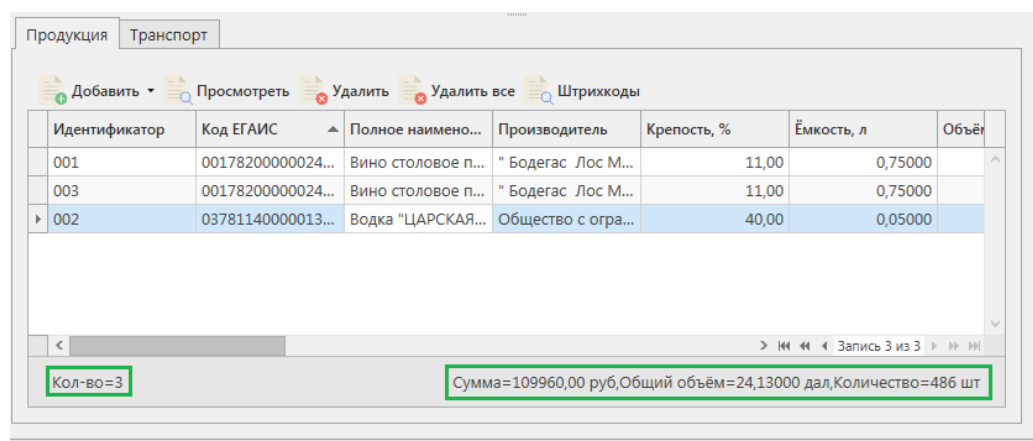 Продукция Транспорт
Добавить Просмотреть Удалить Удалить все Штрихкоды
Идентификатор Код ЕГАИС Полное наимено... Производитель Крепость, % Ёмкость, л Объём
001 00178200000024... Вино столовое п... " Бодегас Лос М... 11,00 0,75000
003 00178200000024... Вино столовое п... " Бодегас Лос М... 11,00 0,75000
002 03781140000013... Водка "ЦАРСКАЯ... Общество с огра... 40,00 0,05000
Запись 3 из 3
Кол-во=3 Сумма=109960,00 руб,Общий объём=24,13000 дал,Количество=486 шт